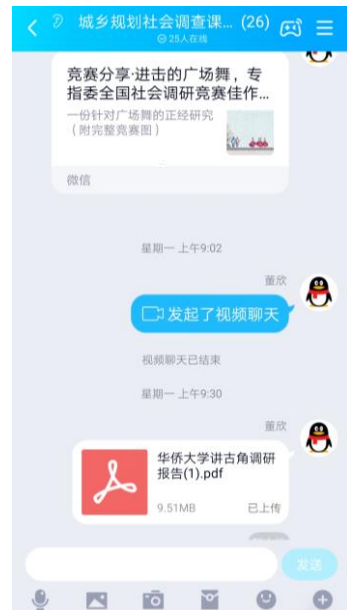 城乡规划社会调查课... (26)
25人在线
竞赛分享·进击的广场舞，专
指委全国社会调研竞赛佳作...
一份针对广场舞的正经研究
（附完整竞赛图）
微信
星期一 上午9:02
董欣
发起了视频聊天
视频聊天已结束
星期一 上午9:30
董欣
华侨大学讲古角调研
报告(1).pdf
9.51MB
已上传
发送